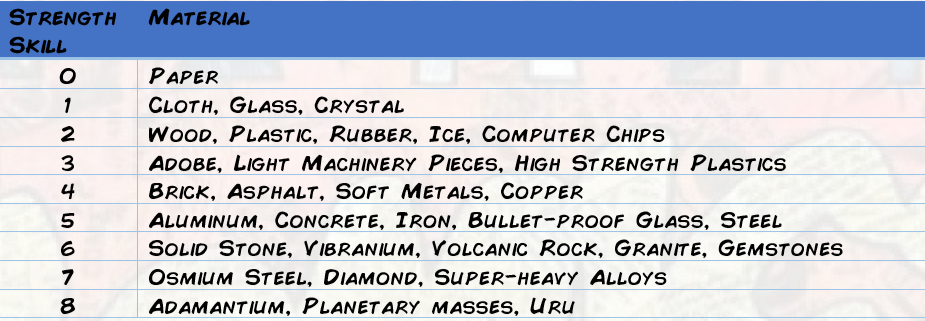 Strength Material
Skill
0 Paper
1 Cloth, Glass, Crystal
2 Wood, Plastic, Rubber, Ice, Computer Chips
3 Adobe, Light Machinery Pieces, High Strength Plastics
4 Brick, Asphalt, Soft Metals, Copper
5 Aluminum, Concrete, Iron, Bullet-proof Glass, Steel
6 Solid Stone, Vibranium, Volcanic Rock, Granite, Gemstones
7 Osmium Steel, Diamond, Super-heavy Alloys
8 Adamantium, Planetary masses, Uru